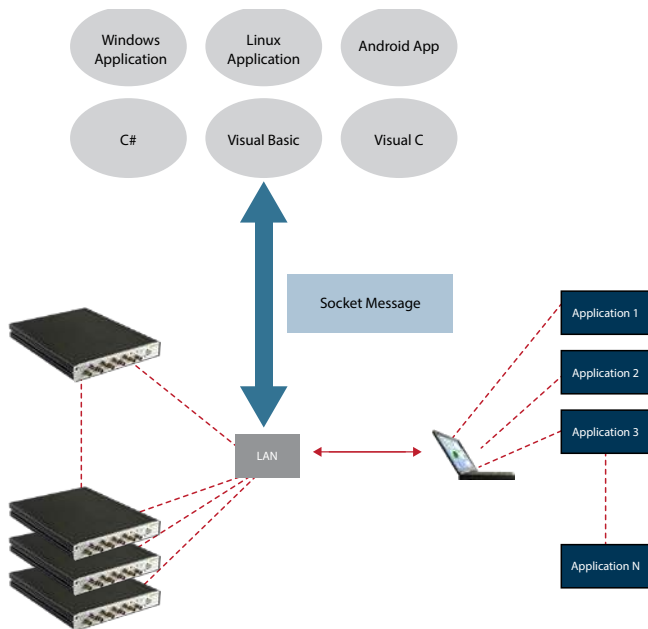 Windows
Application
Linux
Application
Android App
C#
Visual Basic
Visual C
Socket Message
Application 1
Application 2
Application 3
LAN
Application N